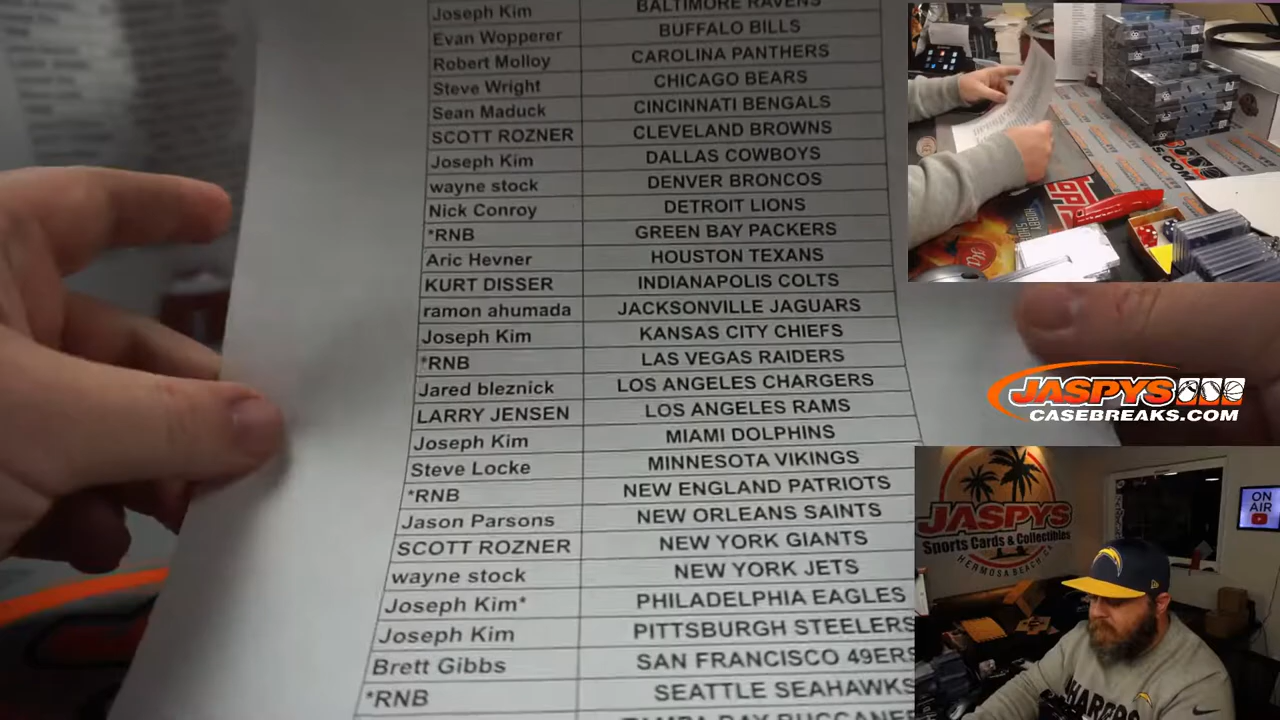 Joseph Kim BALTIMORE RAVENS
Evan Wopperer BUFFALO BILLS
Robert Molloy CAROLINA PANTHERS
Steve Wright CHICAGO BEARS
Sean Maduck CINCINNATI BENGALS
SCOTT ROZNER CLEVELAND BROWNS
Joseph Kim DALLAS COWBOYS
wayne stock DENVER BRONCOS
Nick Conroy DETROIT LIONS
*RNB GREEN BAY PACKERS
Aric Hevner HOUSTON TEXANS
KURT DISSER INDIANAPOLIS COLTS
ramon ahumada JACKSONVILLE JAGUARS
Joseph Kim KANSAS CITY CHIEFS
*RNB LAS VEGAS RAIDERS
Jared bleznick LOS ANGELES CHARGERS
LARRY JENSEN LOS ANGELES RAMS
Joseph Kim MIAMI DOLPHINS
Steve Locke MINNESOTA VIKINGS
*RNB NEW ENGLAND PATRIOTS
Jason Parsons NEW ORLEANS SAINTS
SCOTT ROZNER NEW YORK GIANTS
wayne stock NEW YORK JETS
Joseph Kim* PHILADELPHIA EAGLES
Joseph Kim PITTSBURGH STEELERS
Brett Gibbs SAN FRANCISCO 49ERS
*RNB SEATTLE SEAHAWKS
TAMPA BAY BUCCANE
JASPYS
CASEBREAKS.COM
JASPYS
Sports Cards & Collectibles
HERMOSA BEACH, CA
ON
AIR
CHARGERS